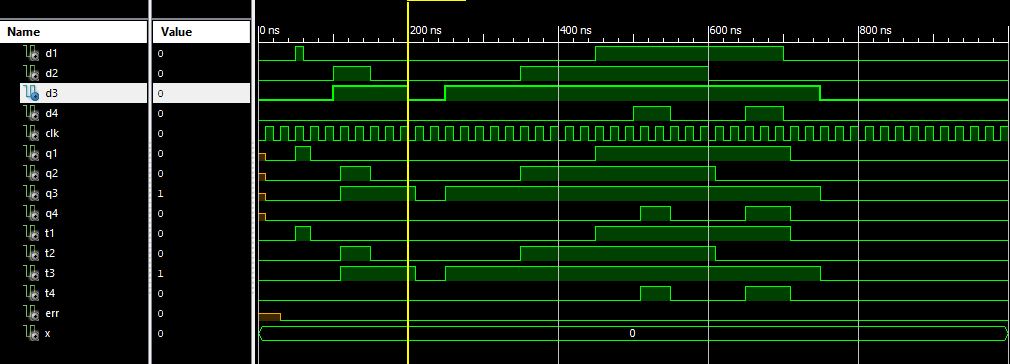 Name Value 0 ns 200 ns 400 ns 600 ns 800 ns
d1 0
d2 0
d3 0
d4 0
clk 0
q1 0
q2 0
q3 1
q4 0
t1 0
t2 0
t3 1
t4 0
err 0
x 0 0